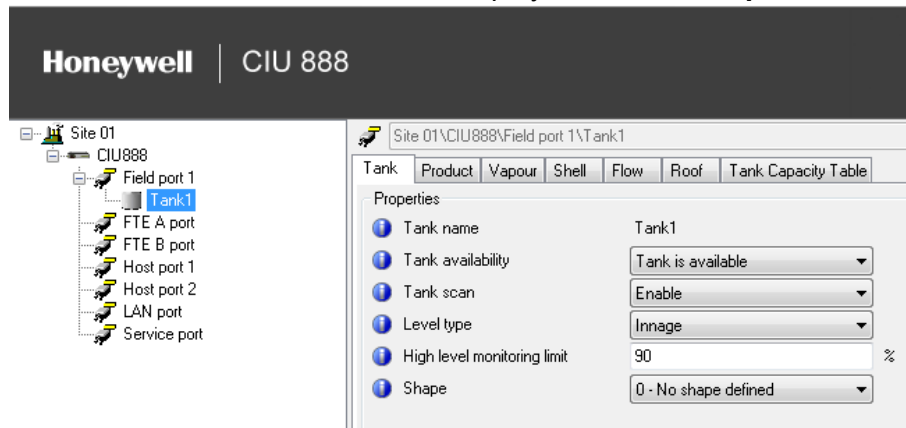 Honeywell | CIU 888
Site 01
CIU888
Field port 1
Tank1
FTE A port
FTE B port
Host port 1
Host port 2
LAN port
Service port
Site 01\CIU888\Field port 1\Tank1
Tank Product Vapour Shell Flow Roof Tank Capacity Table
Properties
Tank name Tank1
Tank availability Tank is available
Tank scan Enable
Level type Innage
High level monitoring limit 90 %
Shape 0 - No shape defined